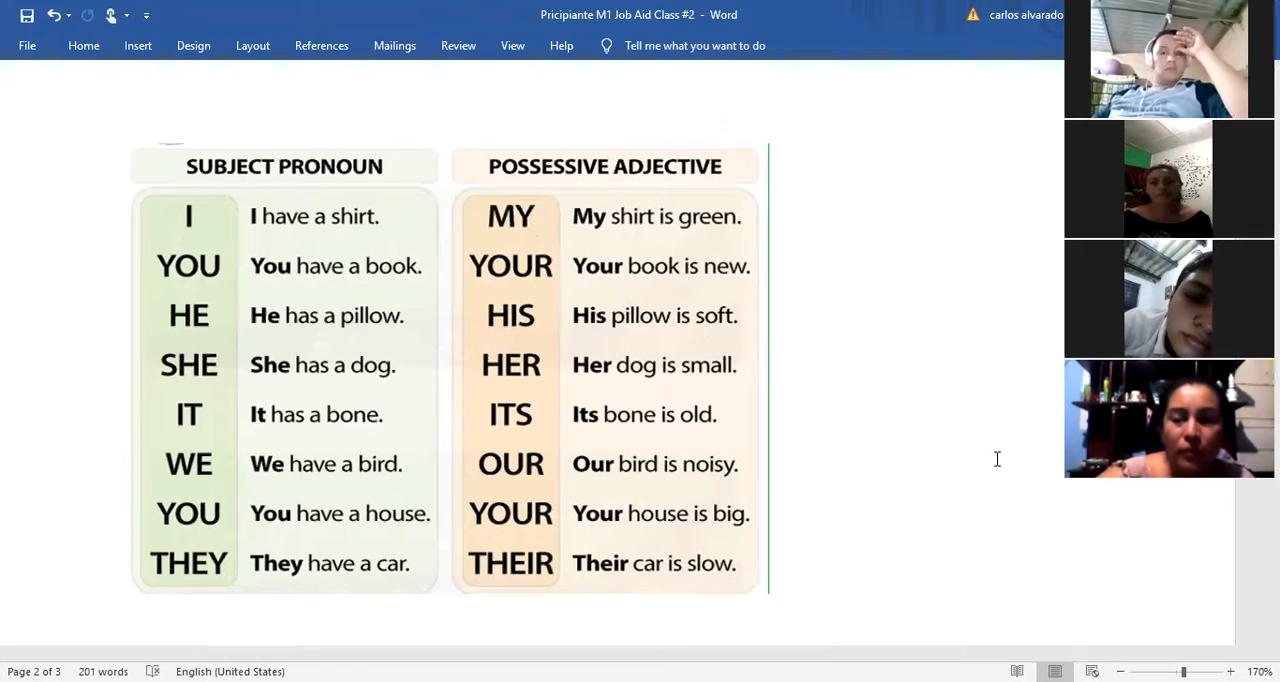 Pricipiante M1 Job Aid Class #2 - Word
carlos alvarado
File Home Insert Design Layout References Mailings Review View Help Tell me what you want to do
SUBJECT PRONOUN POSSESSIVE ADJECTIVE
I I have a shirt. MY My shirt is green.
YOU You have a book. YOUR Your book is new.
HE He has a pillow. HIS His pillow is soft.
SHE She has a dog. HER Her dog is small.
IT It has a bone. ITS Its bone is old.
WE We have a bird. OUR Our bird is noisy.
YOU You have a house. YOUR Your house is big.
THEY They have a car. THEIR Their car is slow.
Page 2 of 3 201 words English (United States) 170%